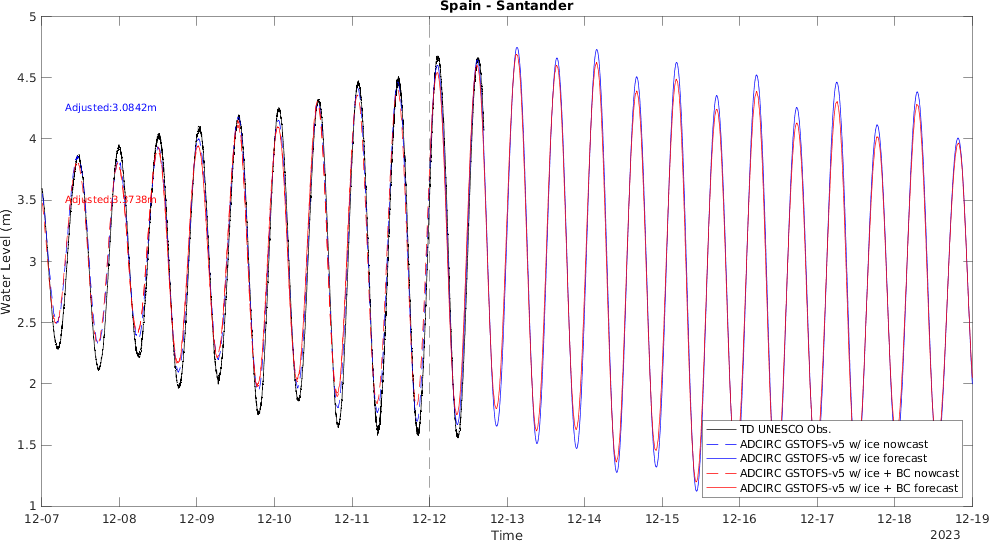 Spain - Santander
Water Level (m)
5
4.5
4
3.5
3
2.5
2
1.5
1
Adjusted:3.0842m
Adjusted:3.3738m
TD UNESCO Obs.
ADCIRC GSTOFS-v5 w/ ice nowcast
ADCIRC GSTOFS-v5 w/ ice forecast
ADCIRC GSTOFS-v5 w/ ice + BC nowcast
ADCIRC GSTOFS-v5 w/ ice + BC forecast
12-07 12-08 12-09 12-10 12-11 12-12 12-13 12-14 12-15 12-16 12-17 12-18 12-19
Time
2023